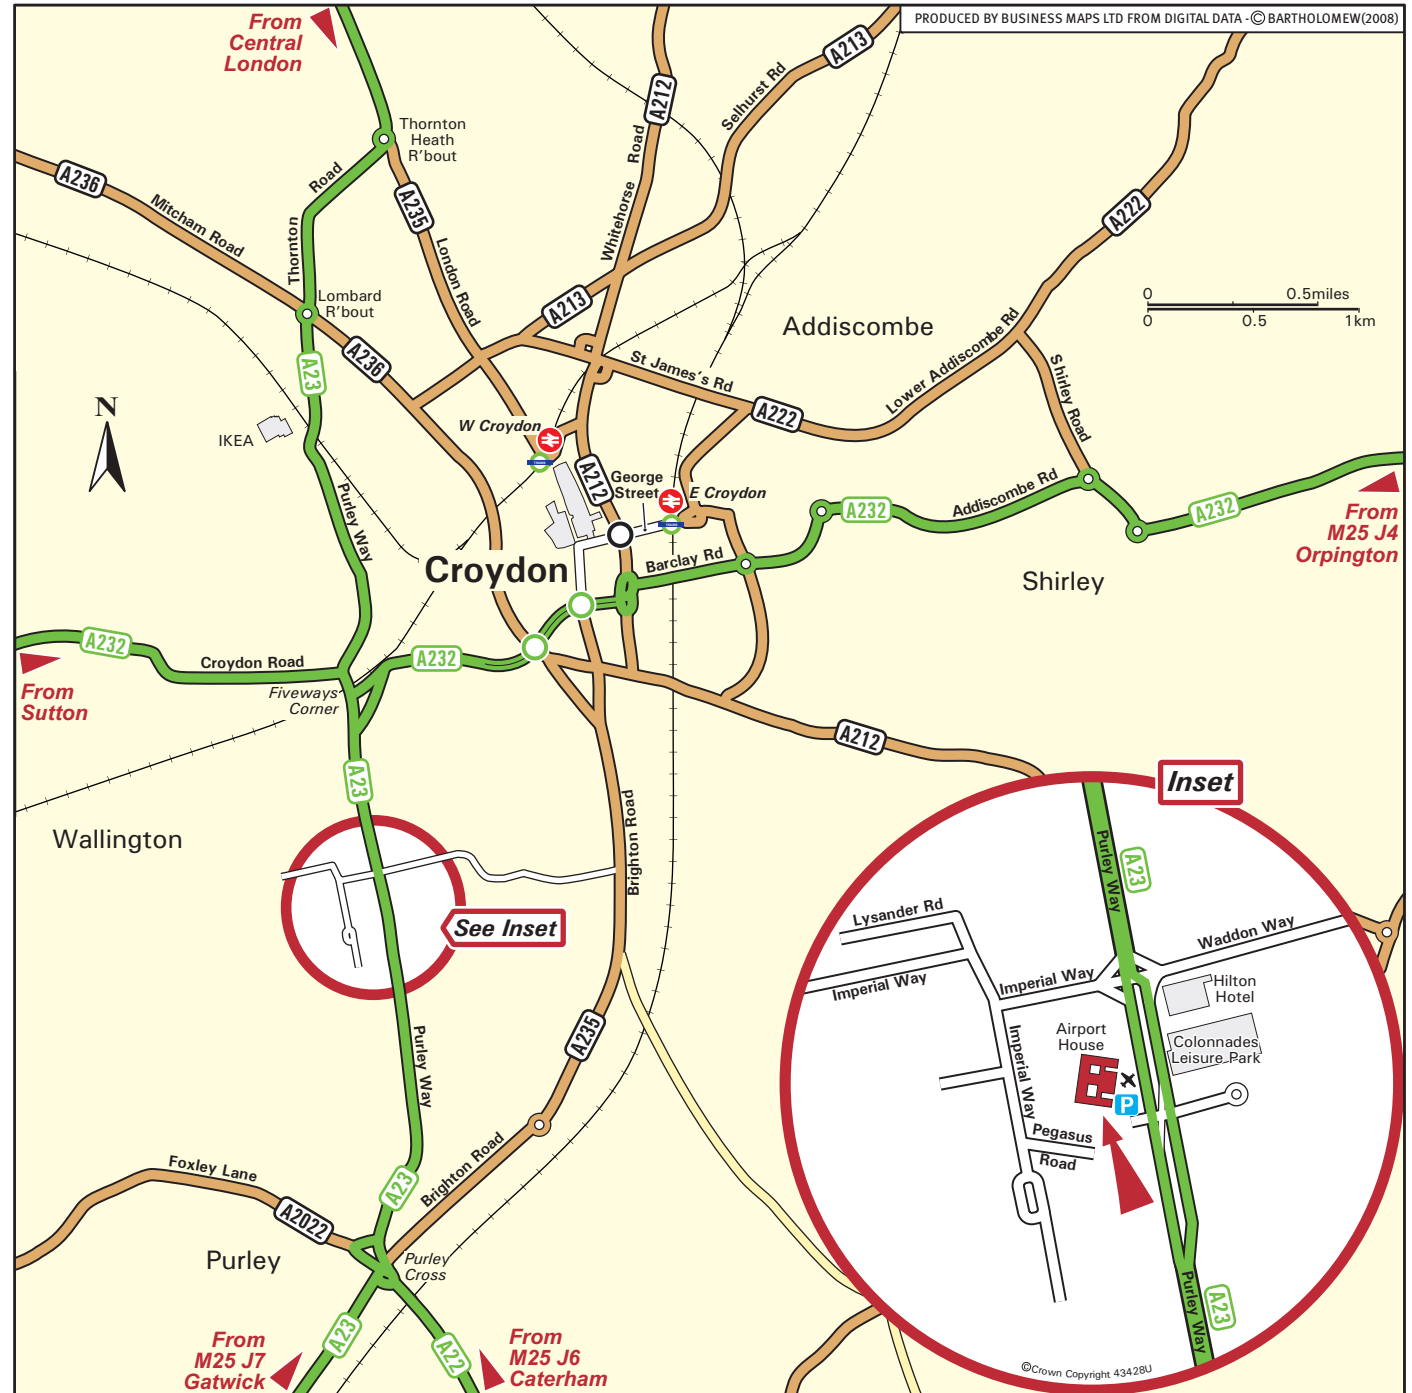 PRODUCED BY BUSINESS MAPS LTD FROM DIGITAL DATA - © BARTHOLOMEW(2008)
From
Central
London
A213
A212
Selhurst Rd
Thornton
Heath
R'bout
Road
A236
Mitcham Road
A235
Whitehorse Road
A222
Thornton
London Road
Lombard
R'bout
A213
Addiscombe
0 0.5miles
0 0.5 1km
A23
A236
St James's Rd
Lower Addiscombe Rd
Shirley Road
N
IKEA
W Croydon
A222
A212
George
Street
E Croydon
Purley Way
Addiscombe Rd
A232
A232
From
M25 J4
Orpington
Croydon
Barclay Rd
Shirley
A232
Croydon Road
A232
From
Sutton
Fiveways
Corner
A212
A23
Inset
Wallington
Brighton Road
Purley Way
A23
See Inset
Lysander Rd
Waddon Way
Imperial Way
Imperial Way
Hilton
Hotel
Airport
House
Colonnades
Leisure Park
Imperial Way
P
Pegasus
Road
A235
Purley Way
Brighton Road
Foxley Lane
A23
A2022
Purley
Purley
Cross
Purley Way
A23
A23
A22
From
M25 J7
Gatwick
From
M25 J6
Caterham
©Crown Copyright 43428U